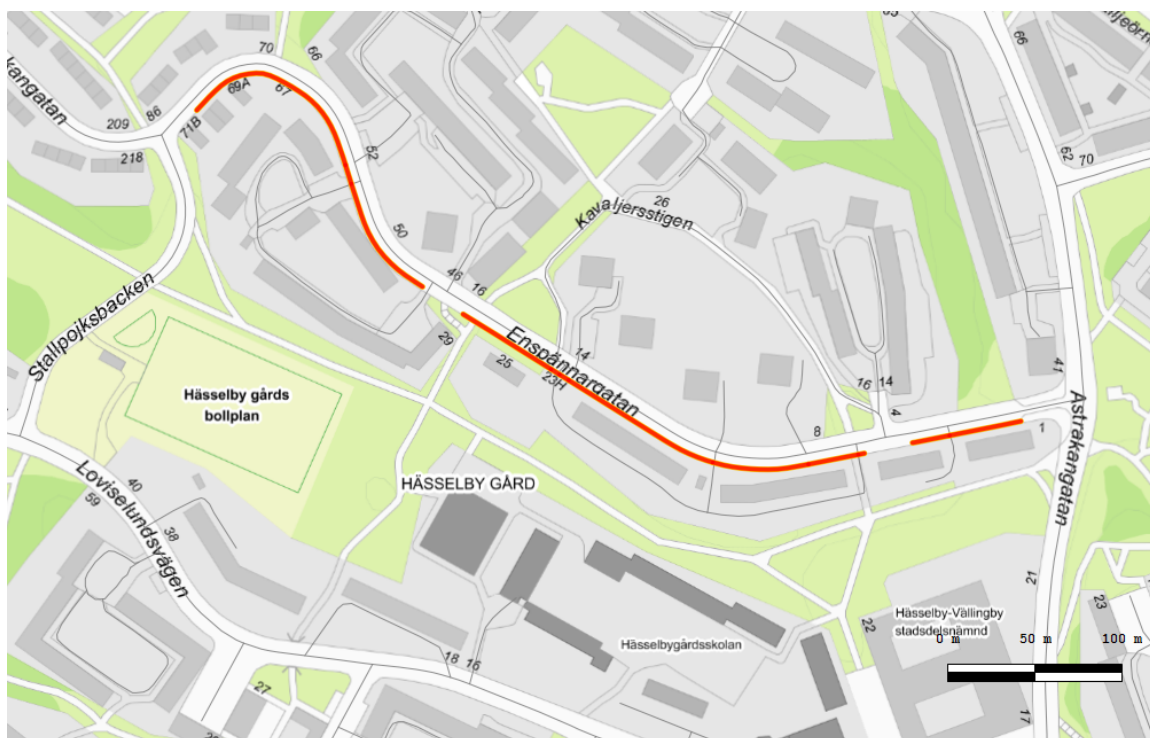 70
66
69A
67
86
71B
209
218
52
50
46
16
26
Kavaljersstigen
65
66
62
70
Stallpojksbacken
Hässelby gårds
bollplan
29
25
23H
14
Enspännargatan
16
14
4
8
1
41
Astrakangatan
HÄSSELBY GÅRD
Loviselundsvägen
40
59
38
18
16
27
Hässelbygårdsskolan
22
Hässelby-Vällingby
stadsdelsnämnd
21
23
17
0 m
50 m
100 m